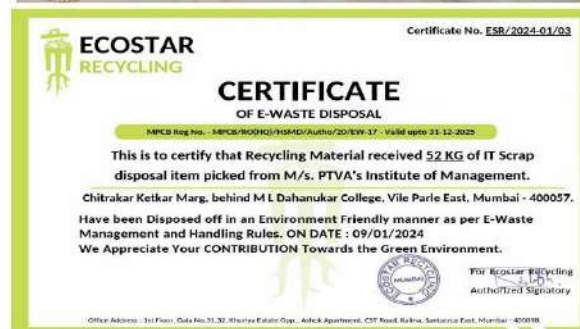 Certificate No. ESR/2024-01/03
ECOSTAR
RECYCLING
CERTIFICATE
OF E-WASTE DISPOSAL
MPCB Reg No. - MPCB/RO(HQ)/HSMD/Autho/20/EW-17 - Valid upto 31-12-2025
This is to certify that Recycling Material received 52 KG of IT Scrap
disposal item picked from M/s. PTVA's Institute of Management.
Chitrakar Ketkar Marg, behind M L Dahanukar College, Vile Parle East, Mumbai - 400057.
Have been Disposed off in an Environment Friendly manner as per E-Waste
Management and Handling Rules. ON DATE : 09/01/2024
We Appreciate Your CONTRIBUTION Towards the Green Environment.
ECOSTAR RECYCLING
MUMBAI
For Ecostar Recycling
Authorized Signatory
Office Address : 1st Floor, Gala No.31,32, Khuriya Estate Opp., Ashok Apartment, CST Road, Kalina, Santacruz East, Mumbai - 400098.